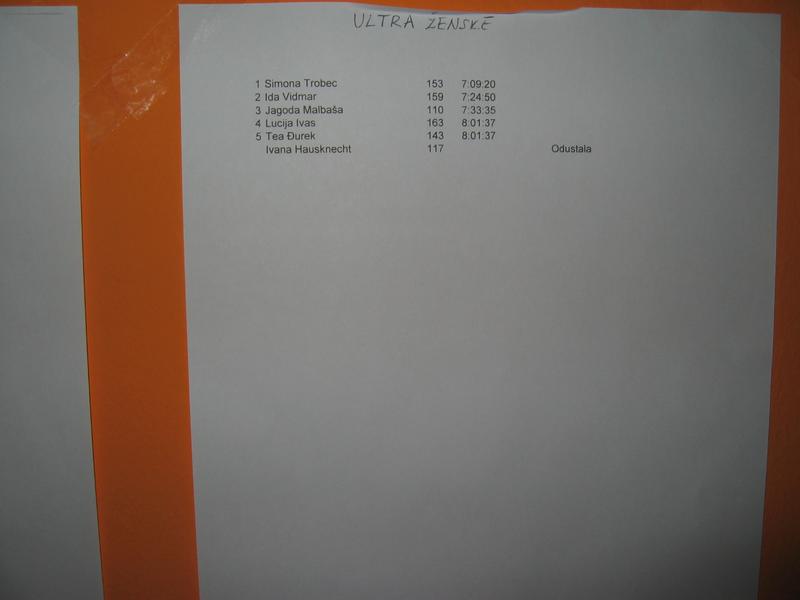 ULTRA ŽENSKE
1 Simona Trobec 153 7:09:20
2 Ida Vidmar 159 7:24:50
3 Jagoda Malbaša 110 7:33:35
4 Lucija Ivas 163 8:01:37
5 Tea Đurek 143 8:01:37
Ivana Hausknecht 117 Odustala